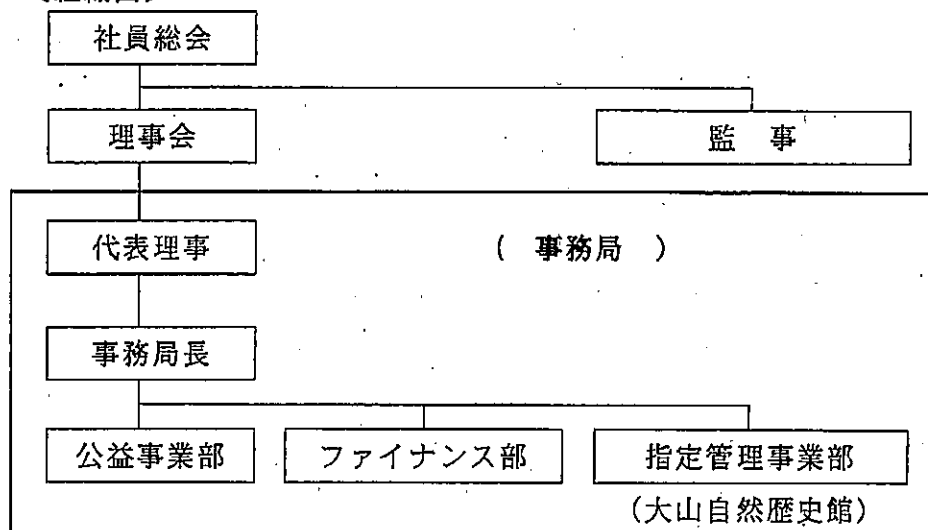 社員総会
理事会
監 事
代表理事
( 事務局 )
事務局長
公益事業部
ファイナンス部
指定管理事業部
(大山自然歴史館)